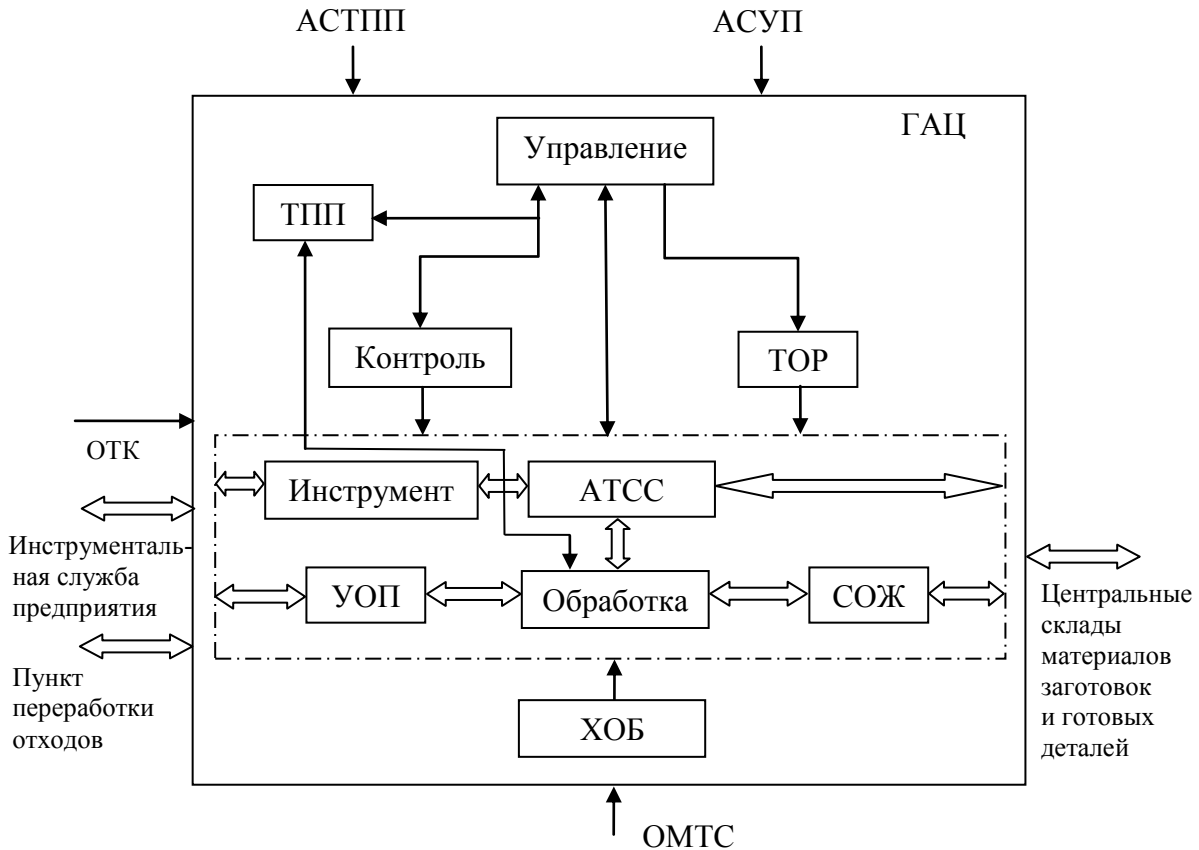 АСТПП
АСУП
ГАЦ
Управление
ТПП
Контроль
ТОР
ОТК
Инструмент
АТСС
Инструменталь-
ная служба
предприятия
УОП
Обработка
СОЖ
Центральные
склады
материалов
заготовок
и готовых
деталей
Пункт
переработки
отходов
ХОБ
ОМТС